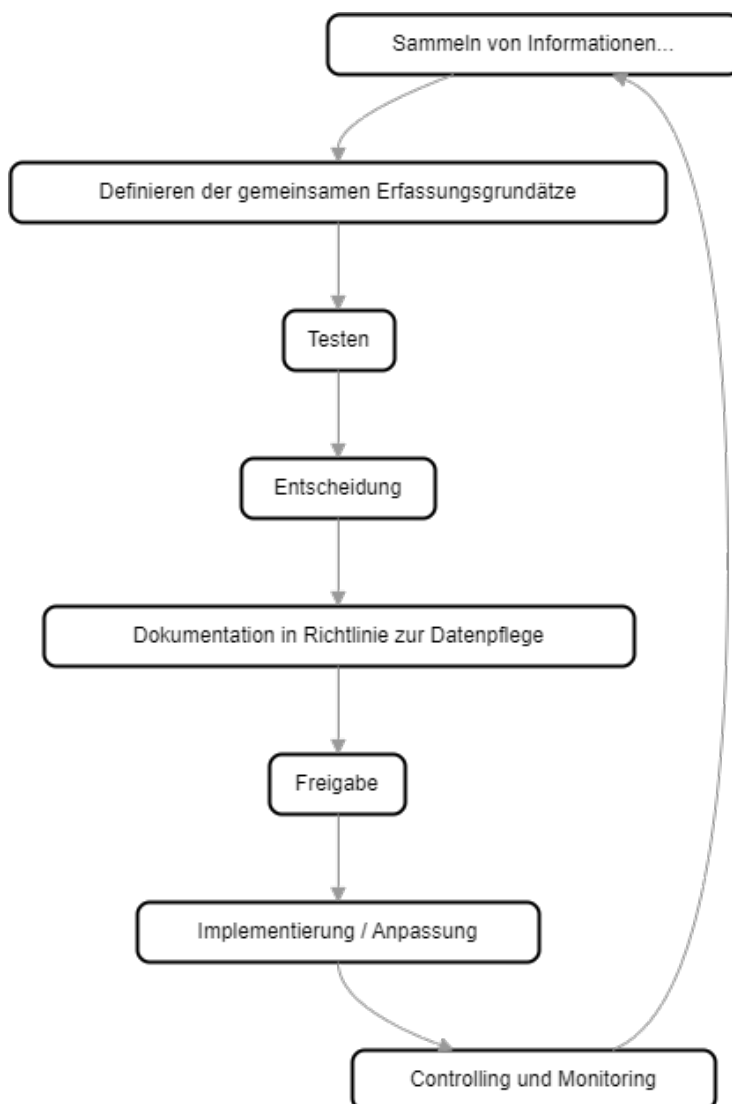 Sammeln von Informationen...
Definieren der gemeinsamen Erfassungsgrundätze
Testen
Entscheidung
Dokumentation in Richtlinie zur Datenpflege
Freigabe
Implementierung / Anpassung
Controlling und Monitoring